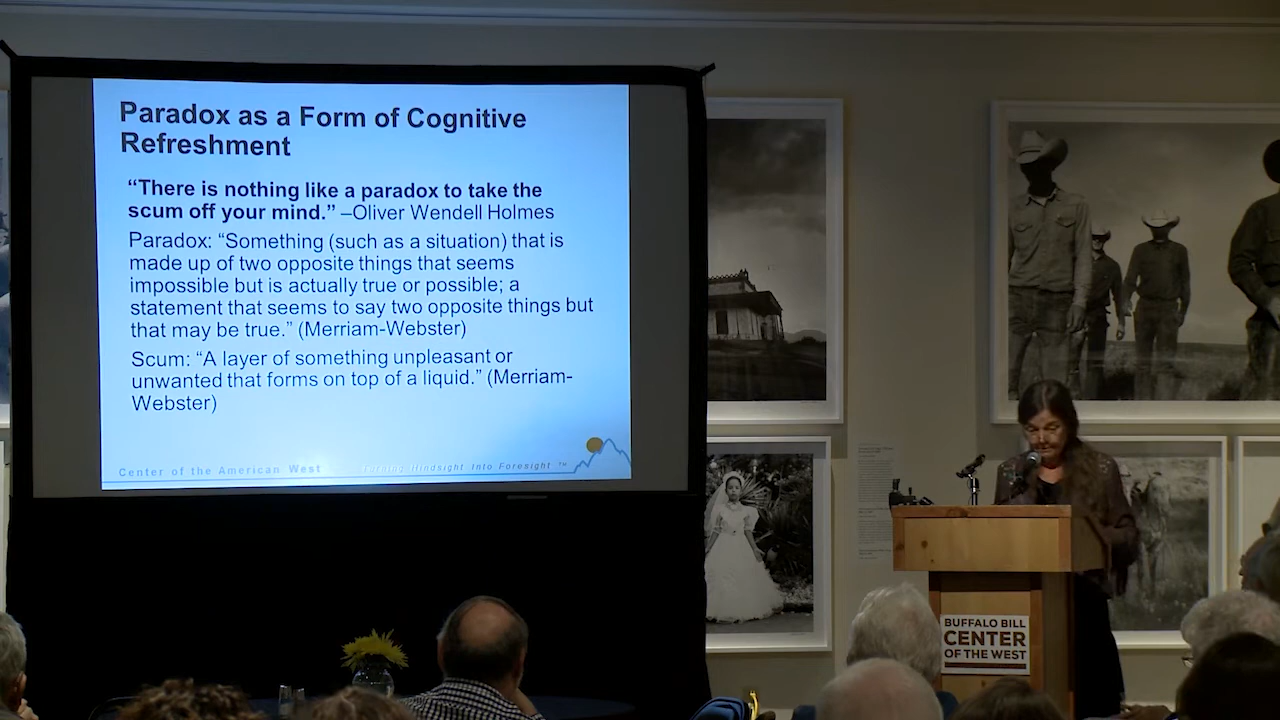 Paradox as a Form of Cognitive
Refreshment
“There is nothing like a paradox to take the
scum off your mind.” –Oliver Wendell Holmes
Paradox: “Something (such as a situation) that is
made up of two opposite things that seems
impossible but is actually true or possible; a
statement that seems to say two opposite things but
that may be true.” (Merriam-Webster)
Scum: “A layer of something unpleasant or
unwanted that forms on top of a liquid.” (Merriam-
Webster)
Center of the American West Turning Hindsight Into Foresight ™
BUFFALO BILL
CENTER
OF THE WEST